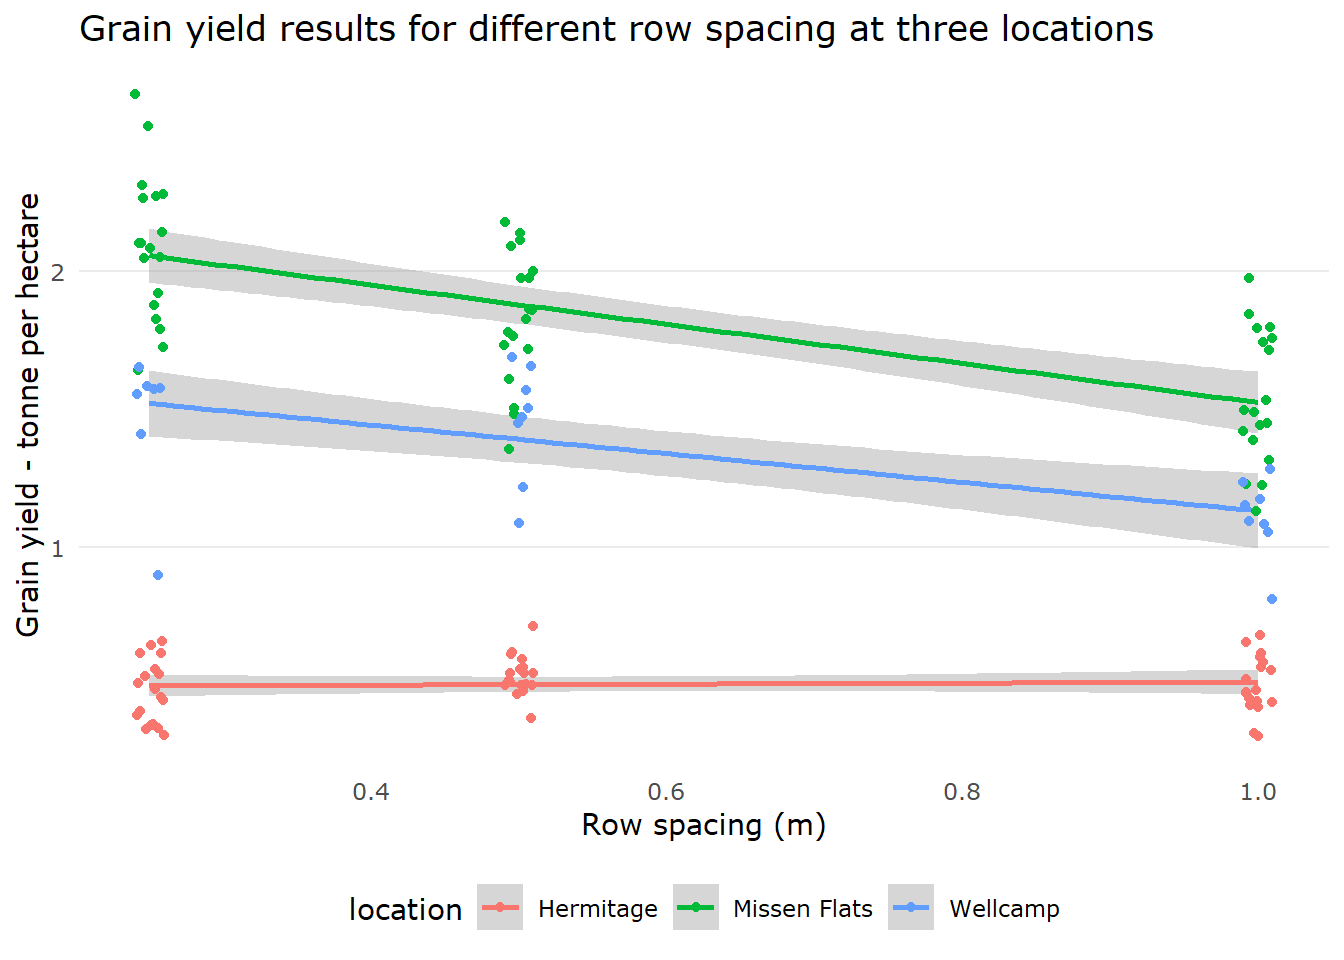 Grain yield results for different row spacing at three locations
Grain yield - tonne per hectare
2
1
0.4 0.6 0.8 1.0
Row spacing (m)
location Hermitage Missen Flats Wellcamp